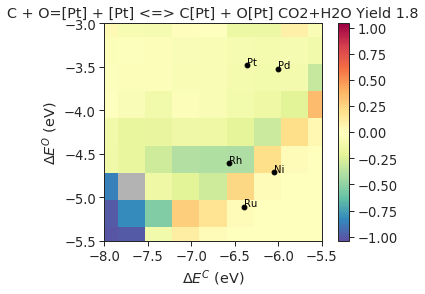 C + O=[Pt] + [Pt] <=> C[Pt] + O[Pt] CO2+H2O Yield 1.8
−3.0
−3.5
−4.0
−4.5
−5.0
−5.5
ΔE^O (eV)
Pt
Pd
Rh
Ni
Ru
−8.0 −7.5 −7.0 −6.5 −6.0 −5.5
ΔE^C (eV)
1.00
0.75
0.50
0.25
0.00
−0.25
−0.50
−0.75
−1.00